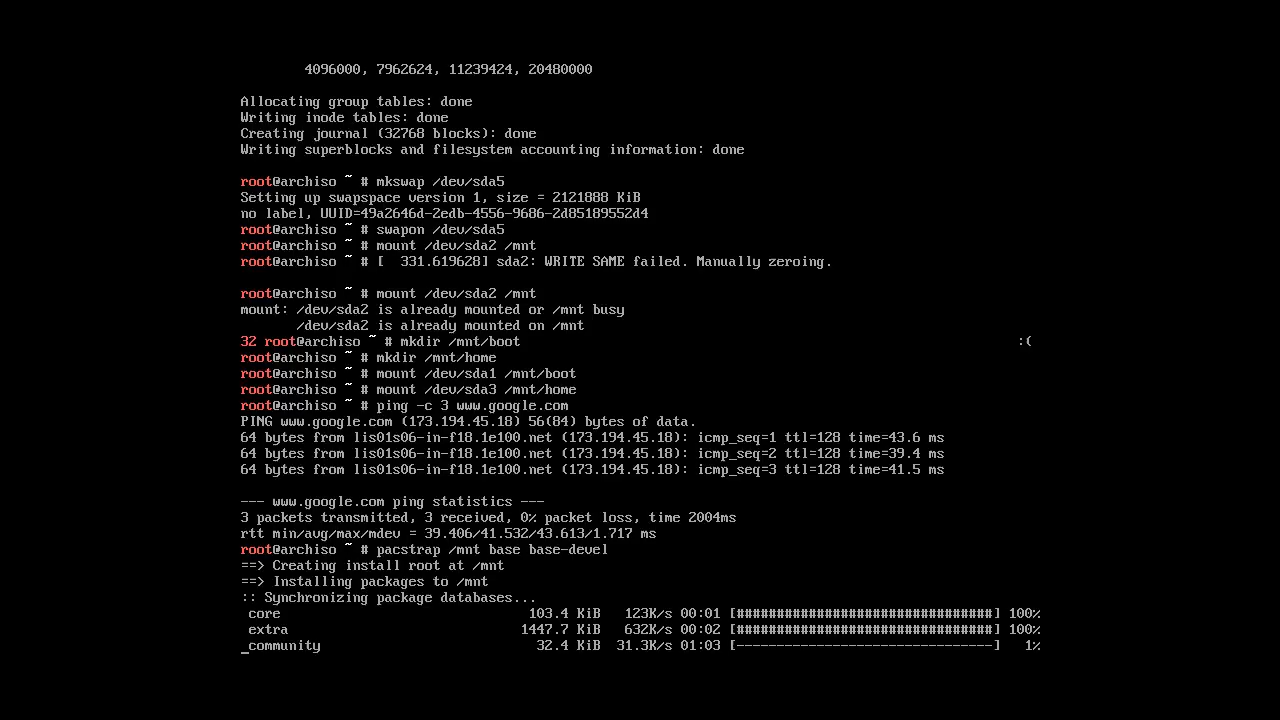 4096000, 7962624, 11239424, 20480000
Allocating group tables: done
Writing inode tables: done
Creating journal (32768 blocks): done
Writing superblocks and filesystem accounting information: done
root@archiso ~ # mkswap /dev/sda5
Setting up swapspace version 1, size = 2121888 KiB
no label, UUID=49a2646d-2edb-4556-9686-2d85189552d4
root@archiso ~ # swapon /dev/sda5
root@archiso ~ # mount /dev/sda2 /mnt
root@archiso ~ # [  331.619628] sda2: WRITE SAME failed. Manually zeroing.
root@archiso ~ # mount /dev/sda2 /mnt
mount: /dev/sda2 is already mounted or /mnt busy
/dev/sda2 is already mounted on /mnt
32 root@archiso ~ # mkdir /mnt/boot :(
root@archiso ~ # mkdir /mnt/home
root@archiso ~ # mount /dev/sda1 /mnt/boot
root@archiso ~ # mount /dev/sda3 /mnt/home
root@archiso ~ # ping -c 3 www.google.com
PING www.google.com (173.194.45.18) 56(84) bytes of data.
64 bytes from lis01s06-in-f18.1e100.net (173.194.45.18): icmp_seq=1 ttl=128 time=43.6 ms
64 bytes from lis01s06-in-f18.1e100.net (173.194.45.18): icmp_seq=2 ttl=128 time=39.4 ms
64 bytes from lis01s06-in-f18.1e100.net (173.194.45.18): icmp_seq=3 ttl=128 time=41.5 ms
--- www.google.com ping statistics ---
3 packets transmitted, 3 received, 0% packet loss, time 2004ms
rtt min/avg/max/mdev = 39.406/41.532/43.613/1.717 ms
root@archiso ~ # pacstrap /mnt base base-devel
==> Creating install root at /mnt
==> Installing packages to /mnt
:: Synchronizing package databases...
core 103.4 KiB 123K/s 00:01 [################################] 100%
extra 1447.7 KiB 632K/s 00:02 [################################] 100%
_community 32.4 KiB 31.3K/s 01:03 [--------------------------------] 1%